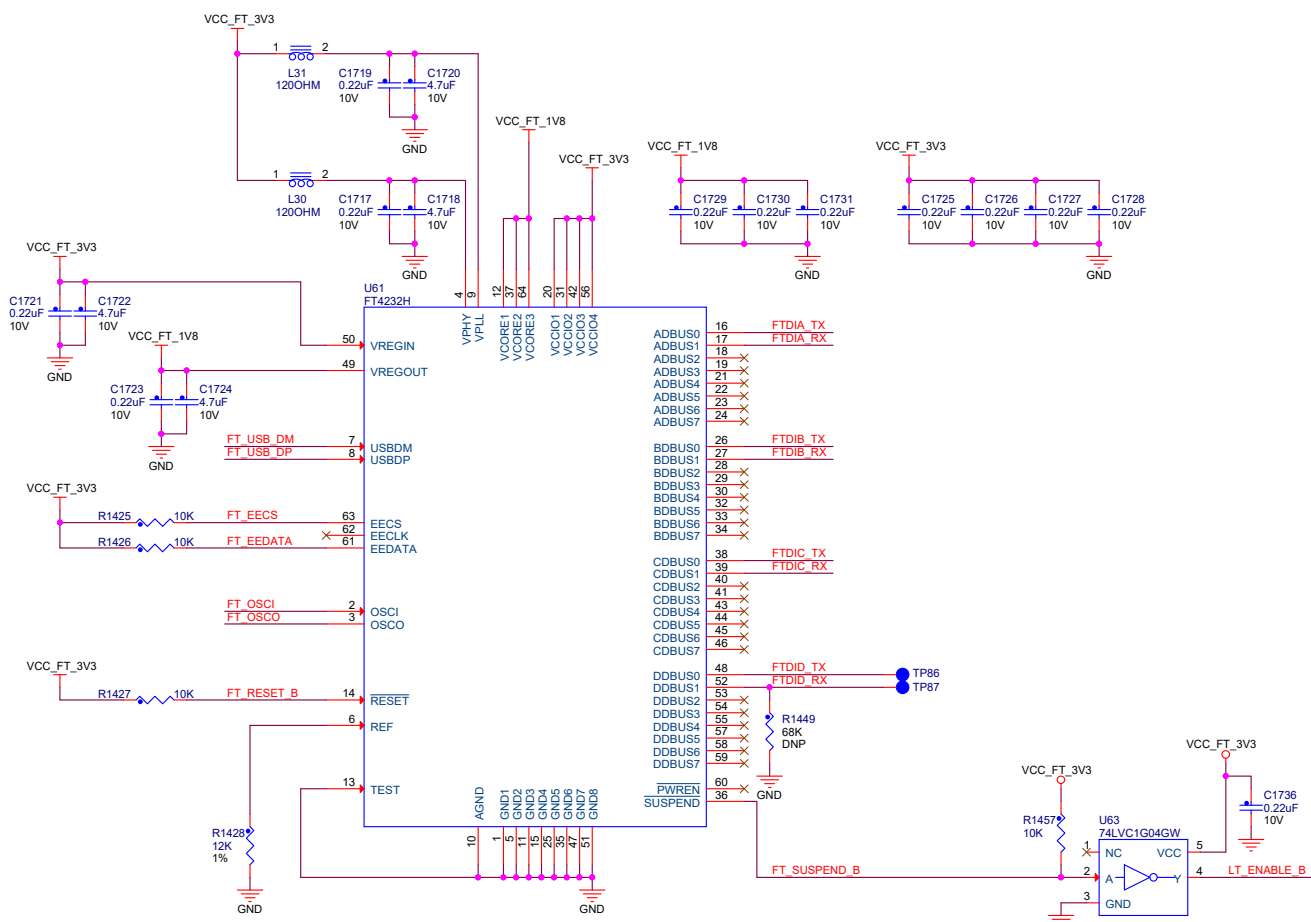 VCC_FT_3V3
1 2
L31
120OHM
C1719
0.22uF
10V
C1720
4.7uF
10V
GND
1 2
L30
120OHM
C1717
0.22uF
10V
C1718
4.7uF
10V
GND
VCC_FT_1V8
VCC_FT_3V3
VCC_FT_1V8
C1729
0.22uF
10V
C1730
0.22uF
10V
C1731
0.22uF
10V
GND
VCC_FT_3V3
C1725
0.22uF
10V
C1726
0.22uF
10V
C1727
0.22uF
10V
C1728
0.22uF
10V
GND
VCC_FT_3V3
C1721
0.22uF
10V
C1722
4.7uF
10V
GND
VCC_FT_1V8
C1723
0.22uF
10V
C1724
4.7uF
10V
GND
U61
FT4232H
4 VPHY
9 VPLL
12 VCORE1
37 VCORE2
64 VCORE3
20 VCCIO1
31 VCCIO2
42 VCCIO3
56 VCCIO4
50 VREGIN
49 VREGOUT
FT_USB_DM 7 USBDM
FT_USB_DP 8 USBDP
VCC_FT_3V3
R1425 10K FT_EECS 63 EECS
62 EECLK
R1426 10K FT_EEDATA 61 EEDATA
FT_OSCI 2 OSCI
FT_OSCO 3 OSCO
VCC_FT_3V3
R1427 10K FT_RESET_B 14 RESET
6 REF
13 TEST
R1428
12K
1%
GND
AGND 10
GND1 1
GND2 5
GND3 11
GND4 15
GND5 25
GND6 35
GND7 47
GND8 51
GND
ADBUS0 16 FTDIA_TX
ADBUS1 17 FTDIA_RX
ADBUS2 18
ADBUS3 19
ADBUS4 21
ADBUS5 22
ADBUS6 23
ADBUS7 24
BDBUS0 26 FTDIB_TX
BDBUS1 27 FTDIB_RX
BDBUS2 28
BDBUS3 29
BDBUS4 30
BDBUS5 32
BDBUS6 33
BDBUS7 34
CDBUS0 38 FTDIC_TX
CDBUS1 39 FTDIC_RX
CDBUS2 40
CDBUS3 41
CDBUS4 43
CDBUS5 44
CDBUS6 45
CDBUS7 46
DDBUS0 48 FTDID_TX TP86
DDBUS1 52 FTDID_RX TP87
DDBUS2 53
DDBUS3 54
DDBUS4 55
DDBUS5 57
DDBUS6 58
DDBUS7 59
PWREN 60
SUSPEND 36
R1449
68K
DNP
GND
FT_SUSPEND_B
VCC_FT_3V3
R1457
10K
VCC_FT_3V3
C1736
0.22uF
10V
U63
74LVC1G04GW
1 NC
VCC 5
2 A
Y 4 LT_ENABLE_B
3 GND